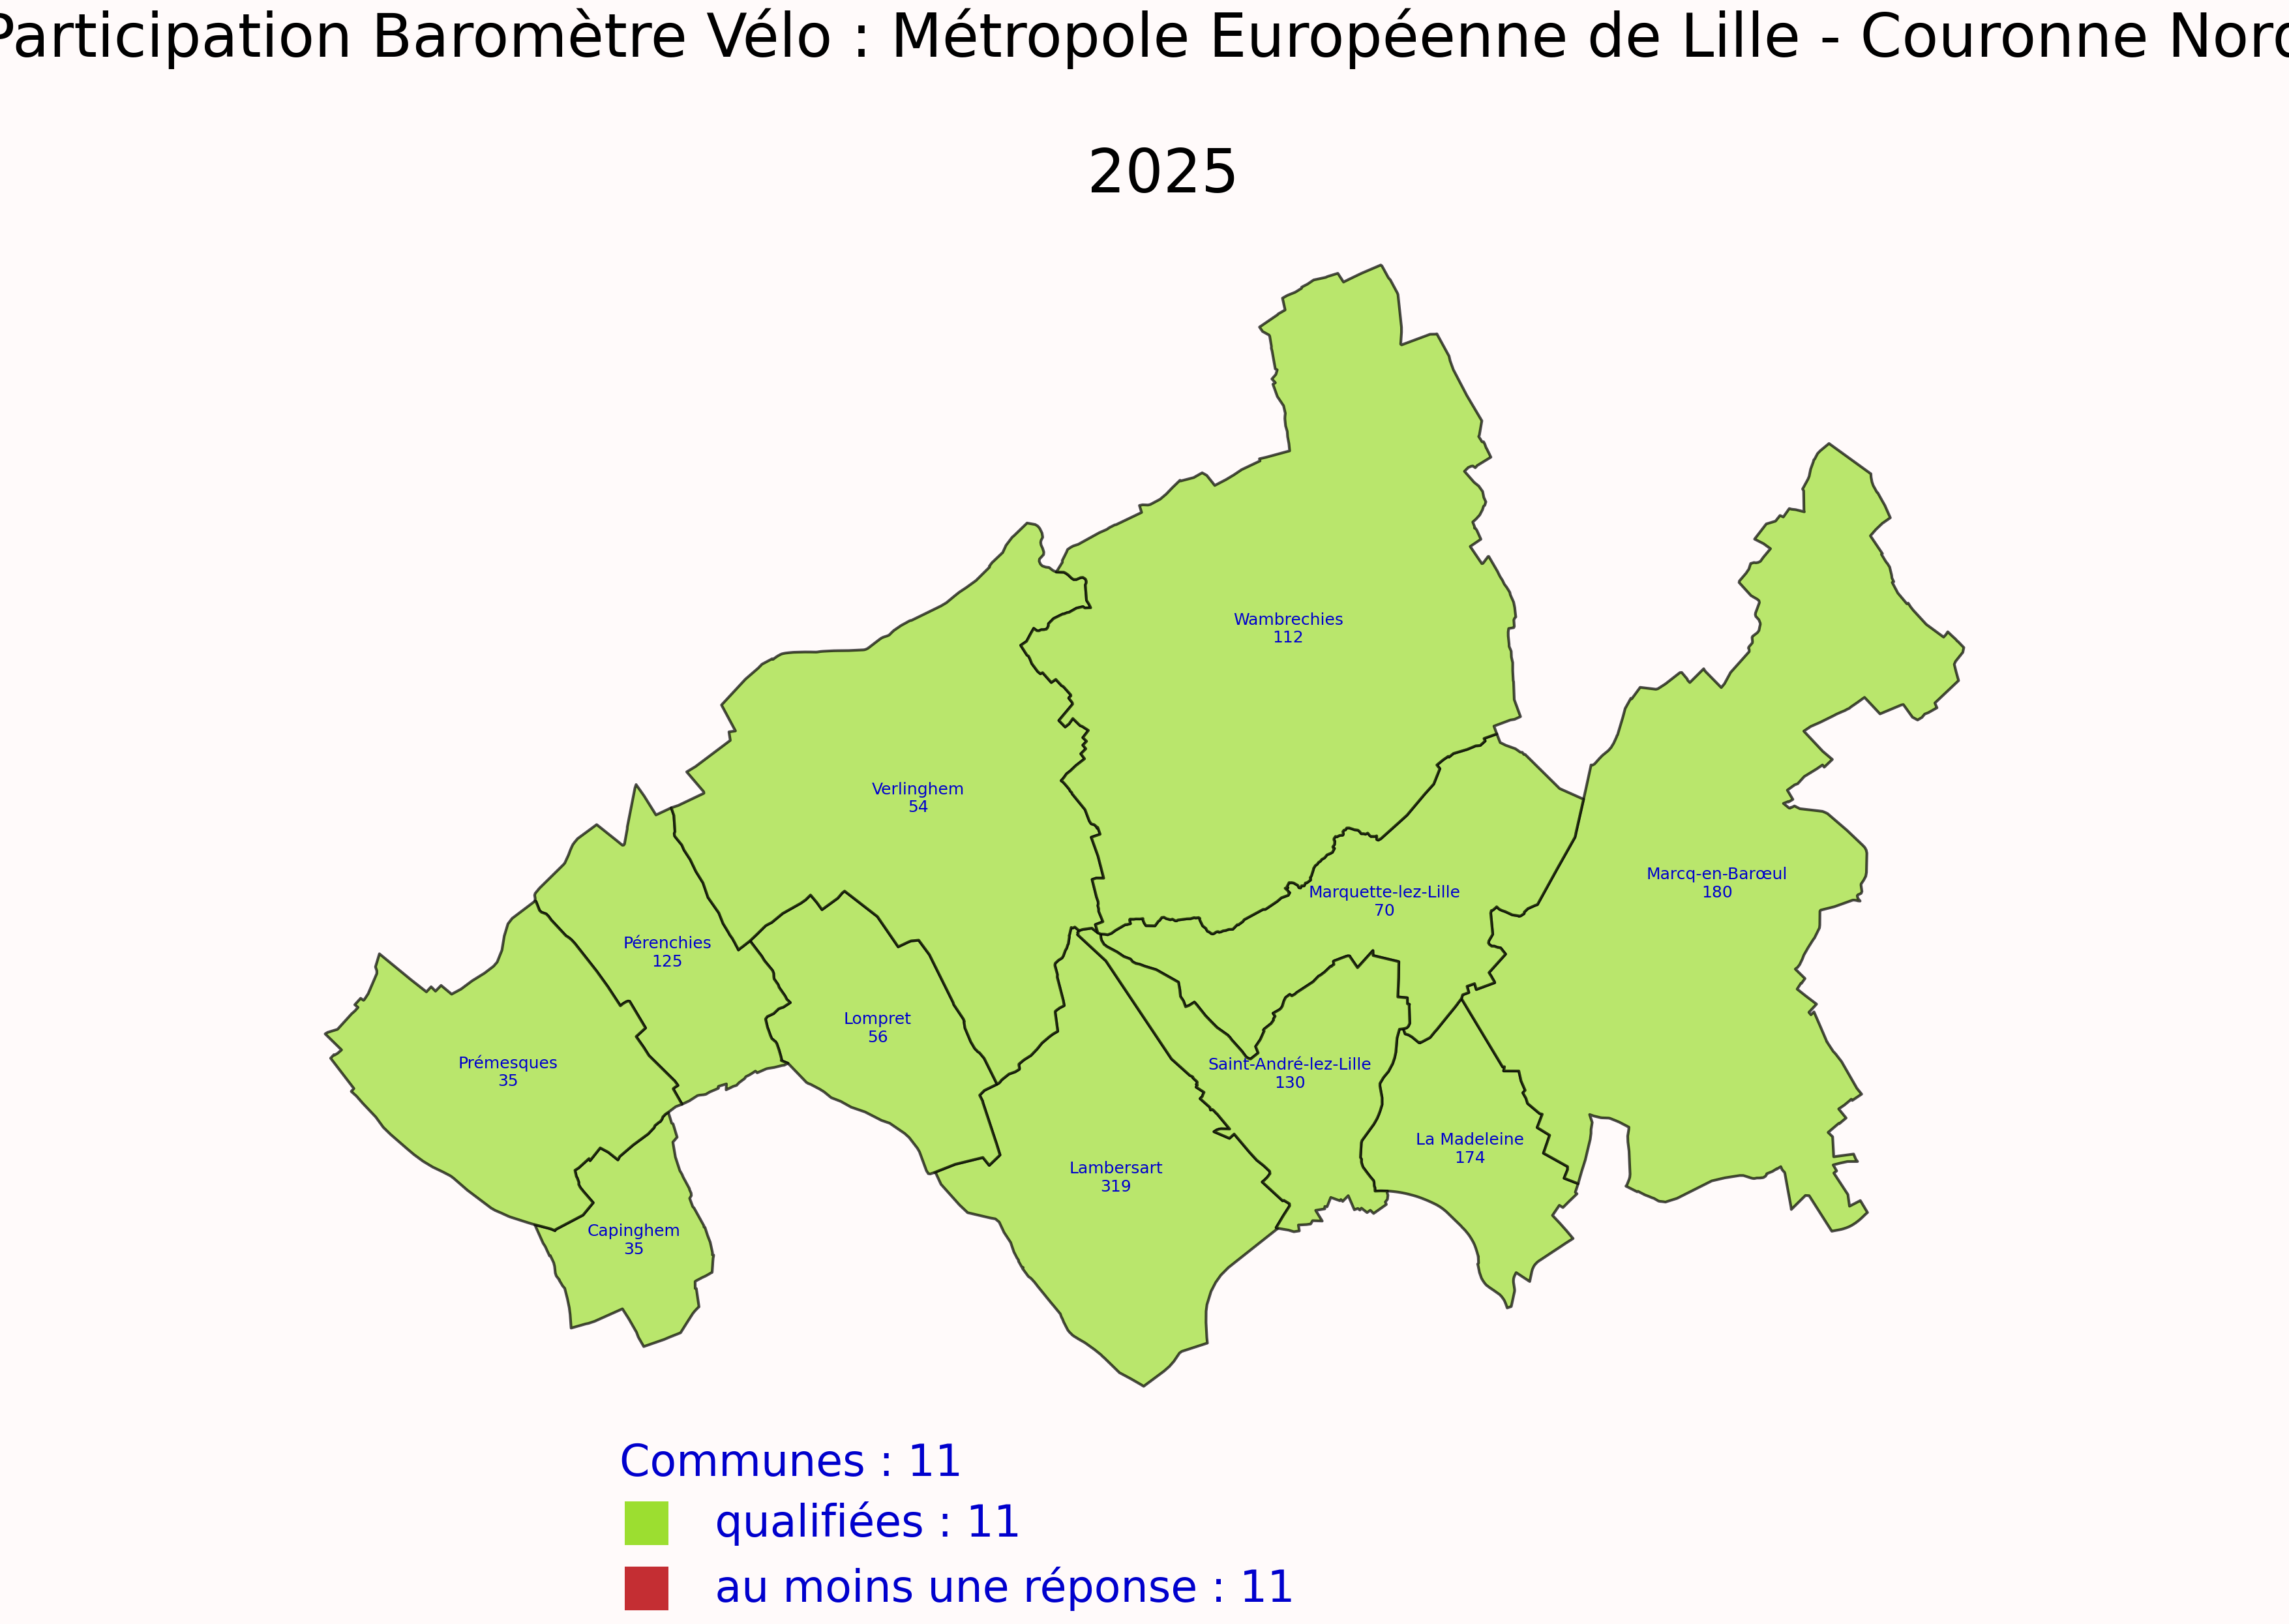 Participation Baromètre Vélo : Métropole Européenne de Lille - Couronne Nord
2025
Wambrechies
112
Verlinghem
54
Marcq-en-Barœul
180
Marquette-lez-Lille
70
Pérenchies
125
Lompret
56
Prémesques
35
Saint-André-lez-Lille
130
La Madeleine
174
Lambersart
319
Capinghem
35
Communes : 11
qualifiées : 11
au moins une réponse : 11